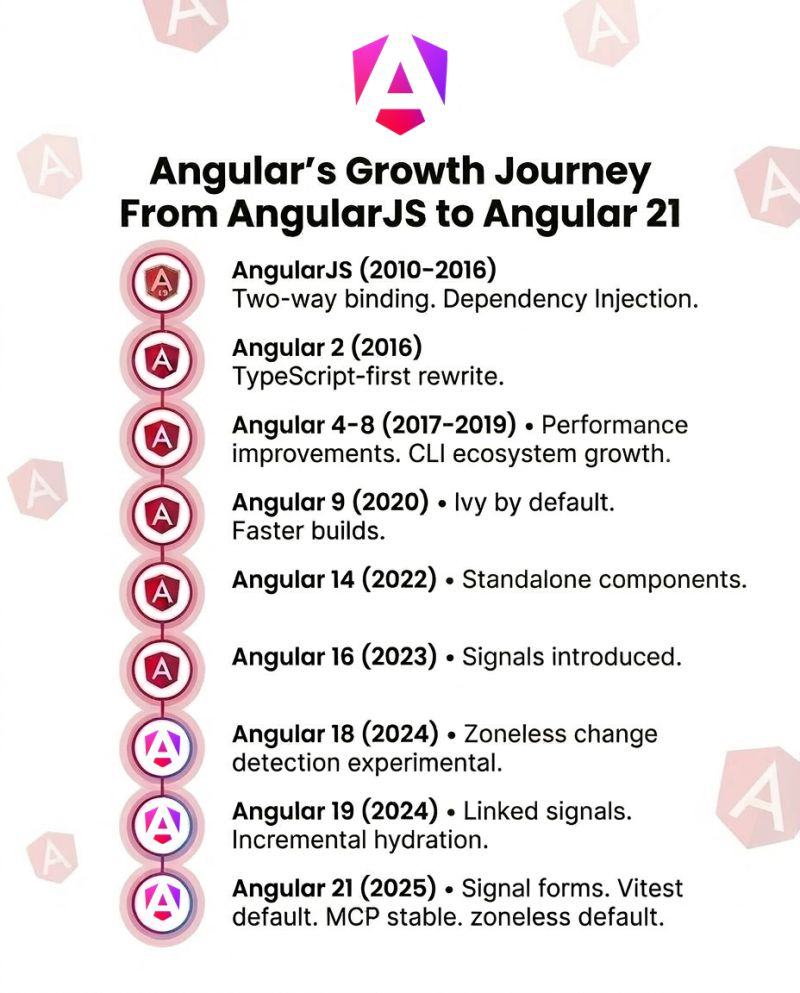 Angular’s Growth Journey
From AngularJS to Angular 21
AngularJS (2010-2016)
Two-way binding. Dependency Injection.
Angular 2 (2016)
TypeScript-first rewrite.
Angular 4-8 (2017-2019) • Performance
improvements. CLI ecosystem growth.
Angular 9 (2020) • Ivy by default.
Faster builds.
Angular 14 (2022) • Standalone components.
Angular 16 (2023) • Signals introduced.
Angular 18 (2024) • Zoneless change
detection experimental.
Angular 19 (2024) • Linked signals.
Incremental hydration.
Angular 21 (2025) • Signal forms. Vitest
default. MCP stable. zoneless default.